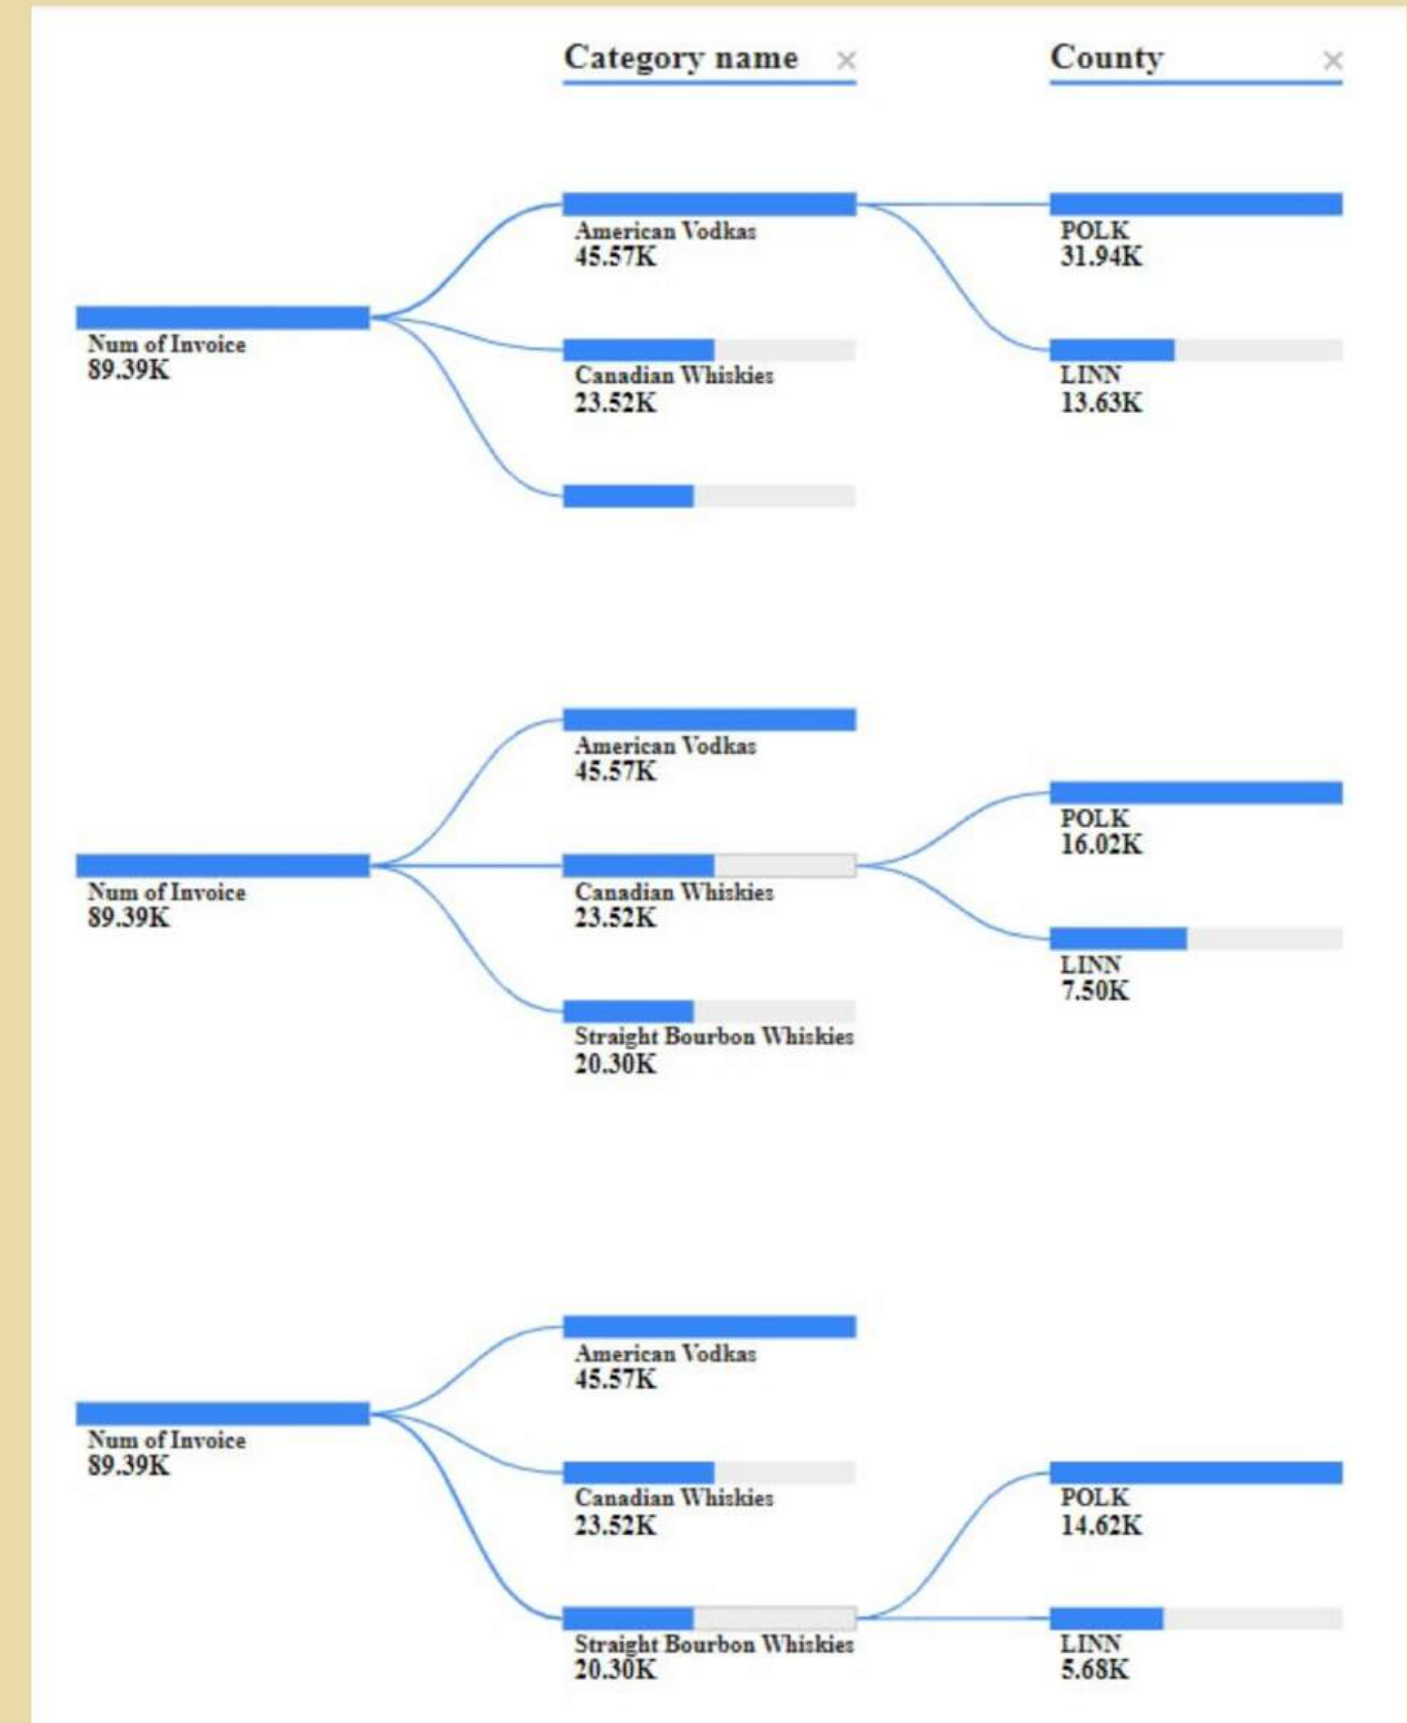 Category name ×
County ×
American Vodkas
45.57K
POLK
31.94K
Num of Invoice
89.39K
Canadian Whiskies
23.52K
LINN
13.63K
American Vodkas
45.57K
POLK
16.02K
Num of Invoice
89.39K
Canadian Whiskies
23.52K
LINN
7.50K
Straight Bourbon Whiskies
20.30K
American Vodkas
45.57K
Num of Invoice
89.39K
Canadian Whiskies
23.52K
POLK
14.62K
Straight Bourbon Whiskies
20.30K
LINN
5.68K